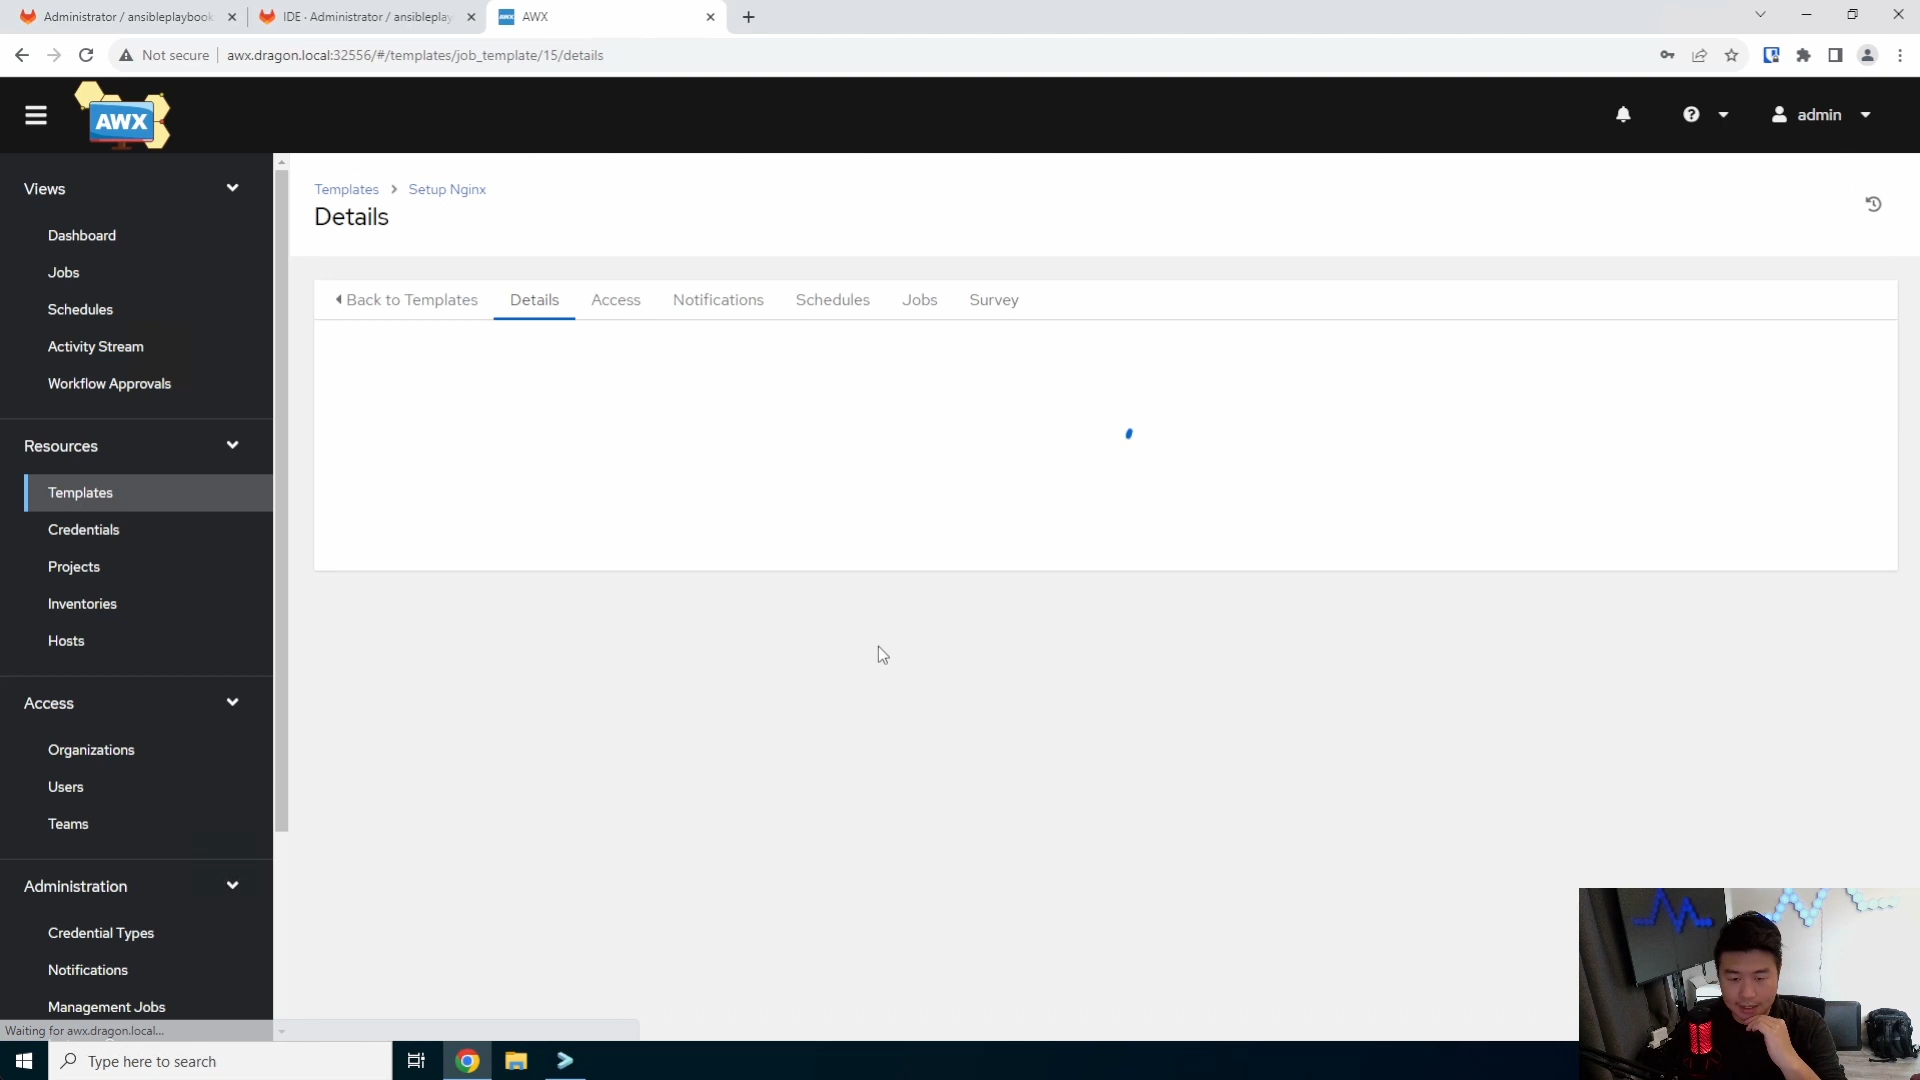 Administrator / ansibleplaybook
IDE · Administrator / ansibleplay
AWX
Not secure
awx.dragon.local:32556/#/templates/job_template/15/details
AWX
admin
Views
Dashboard
Jobs
Schedules
Activity Stream
Workflow Approvals
Resources
Templates
Credentials
Projects
Inventories
Hosts
Access
Organizations
Users
Teams
Administration
Credential Types
Notifications
Management Jobs
Templates
Setup Nginx
Details
Back to Templates
Details
Access
Notifications
Schedules
Jobs
Survey
Waiting for awx.dragon.local...
Type here to search